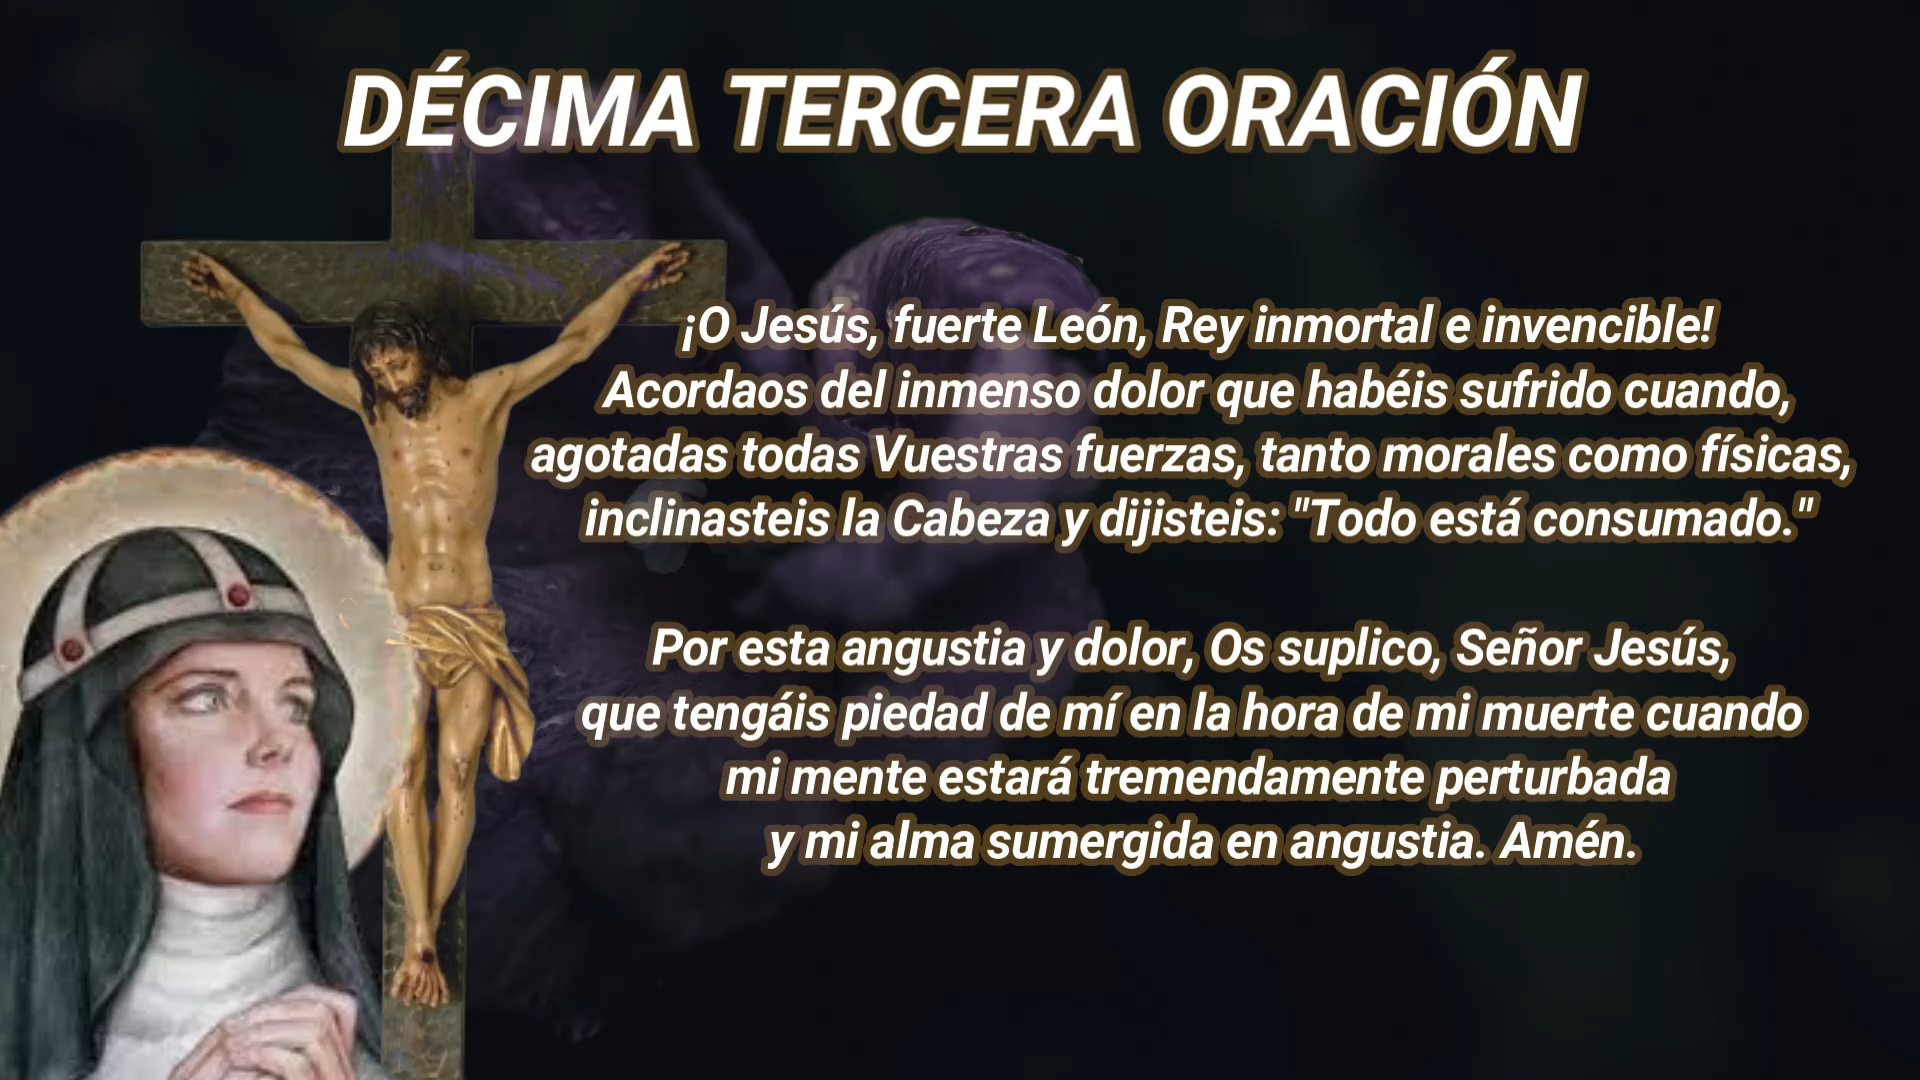 DÉCIMA TERCERA ORACIÓN
¡O Jesús, fuerte León, Rey inmortal e invencible!
Acordaos del inmenso dolor que habéis sufrido cuando,
agotadas todas Vuestras fuerzas, tanto morales como físicas,
inclinasteis la Cabeza y dijisteis: "Todo está consumado."
Por esta angustia y dolor, Os suplico, Señor Jesús,
que tengáis piedad de mí en la hora de mi muerte cuando
mi mente estará tremendamente perturbada
y mi alma sumergida en angustia. Amén.